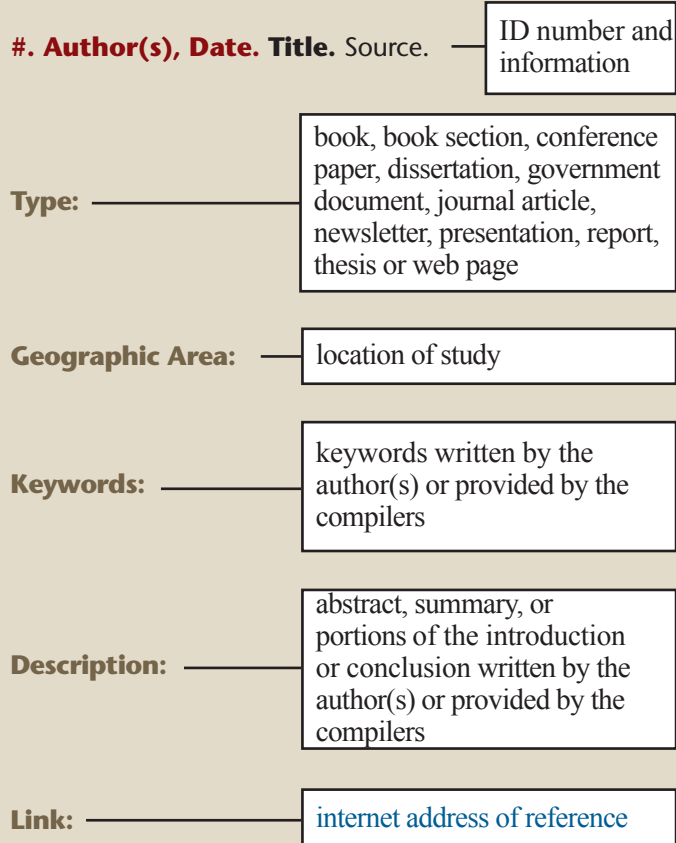 #. Author(s), Date. Title. Source.
ID number and
information
Type:
book, book section, conference
paper, dissertation, government
document, journal article,
newsletter, presentation, report,
thesis or web page
Geographic Area:
location of study
Keywords:
keywords written by the
author(s) or provided by the
compilers
Description:
abstract, summary, or
portions of the introduction
or conclusion written by the
author(s) or provided by the
compilers
Link:
internet address of reference